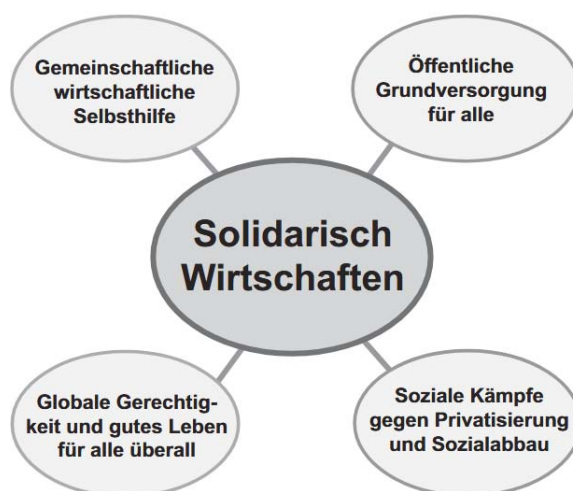 Gemeinschaftliche
wirtschaftliche
Selbsthilfe
Öffentliche
Grundversorgung
für alle
Solidarisch
Wirtschaften
Globale Gerechtig-
keit und gutes Leben
für alle überall
Soziale Kämpfe
gegen Privatisierung
und Sozialabbau